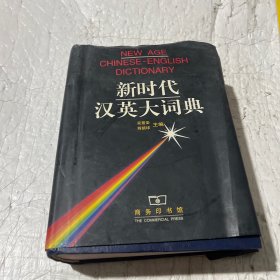 NEW AGE
CHINESE-ENGLISH
DICTIONARY
新时代
汉英大词典
主编
商务印书馆
THE COMMERCIAL PRESS